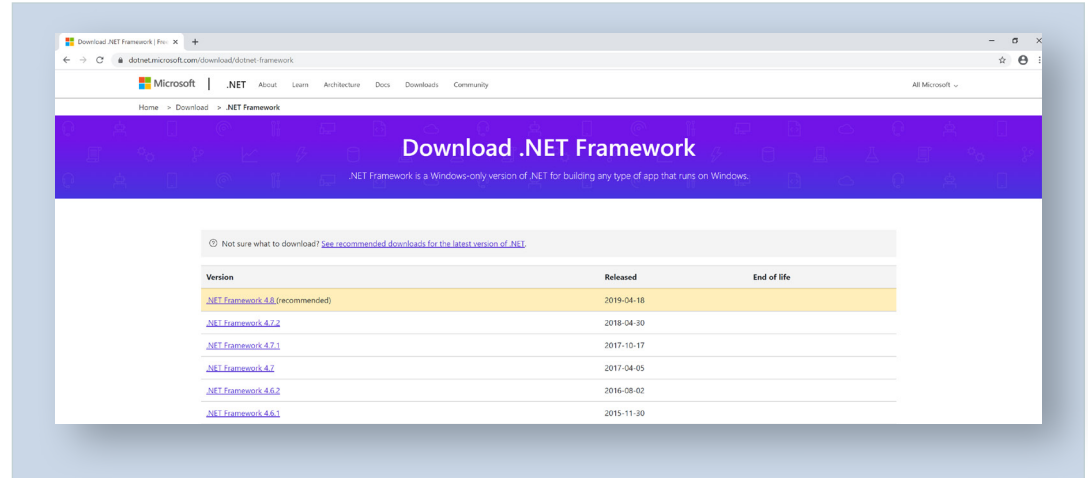 Download .NET Framework | Free
dotnet.microsoft.com/download/dotnet-framework
Microsoft | .NET About Learn Architecture Docs Downloads Community All Microsoft
Home > Download > .NET Framework
Download .NET Framework
.NET Framework is a Windows-only version of .NET for building any type of app that runs on Windows.
Not sure what to download? See recommended downloads for the latest version of .NET.
Version Released End of life
.NET Framework 4.8 (recommended) 2019-04-18
.NET Framework 4.7.2 2018-04-30
.NET Framework 4.7.1 2017-10-17
.NET Framework 4.7 2017-04-05
.NET Framework 4.6.2 2016-08-02
.NET Framework 4.6.1 2015-11-30